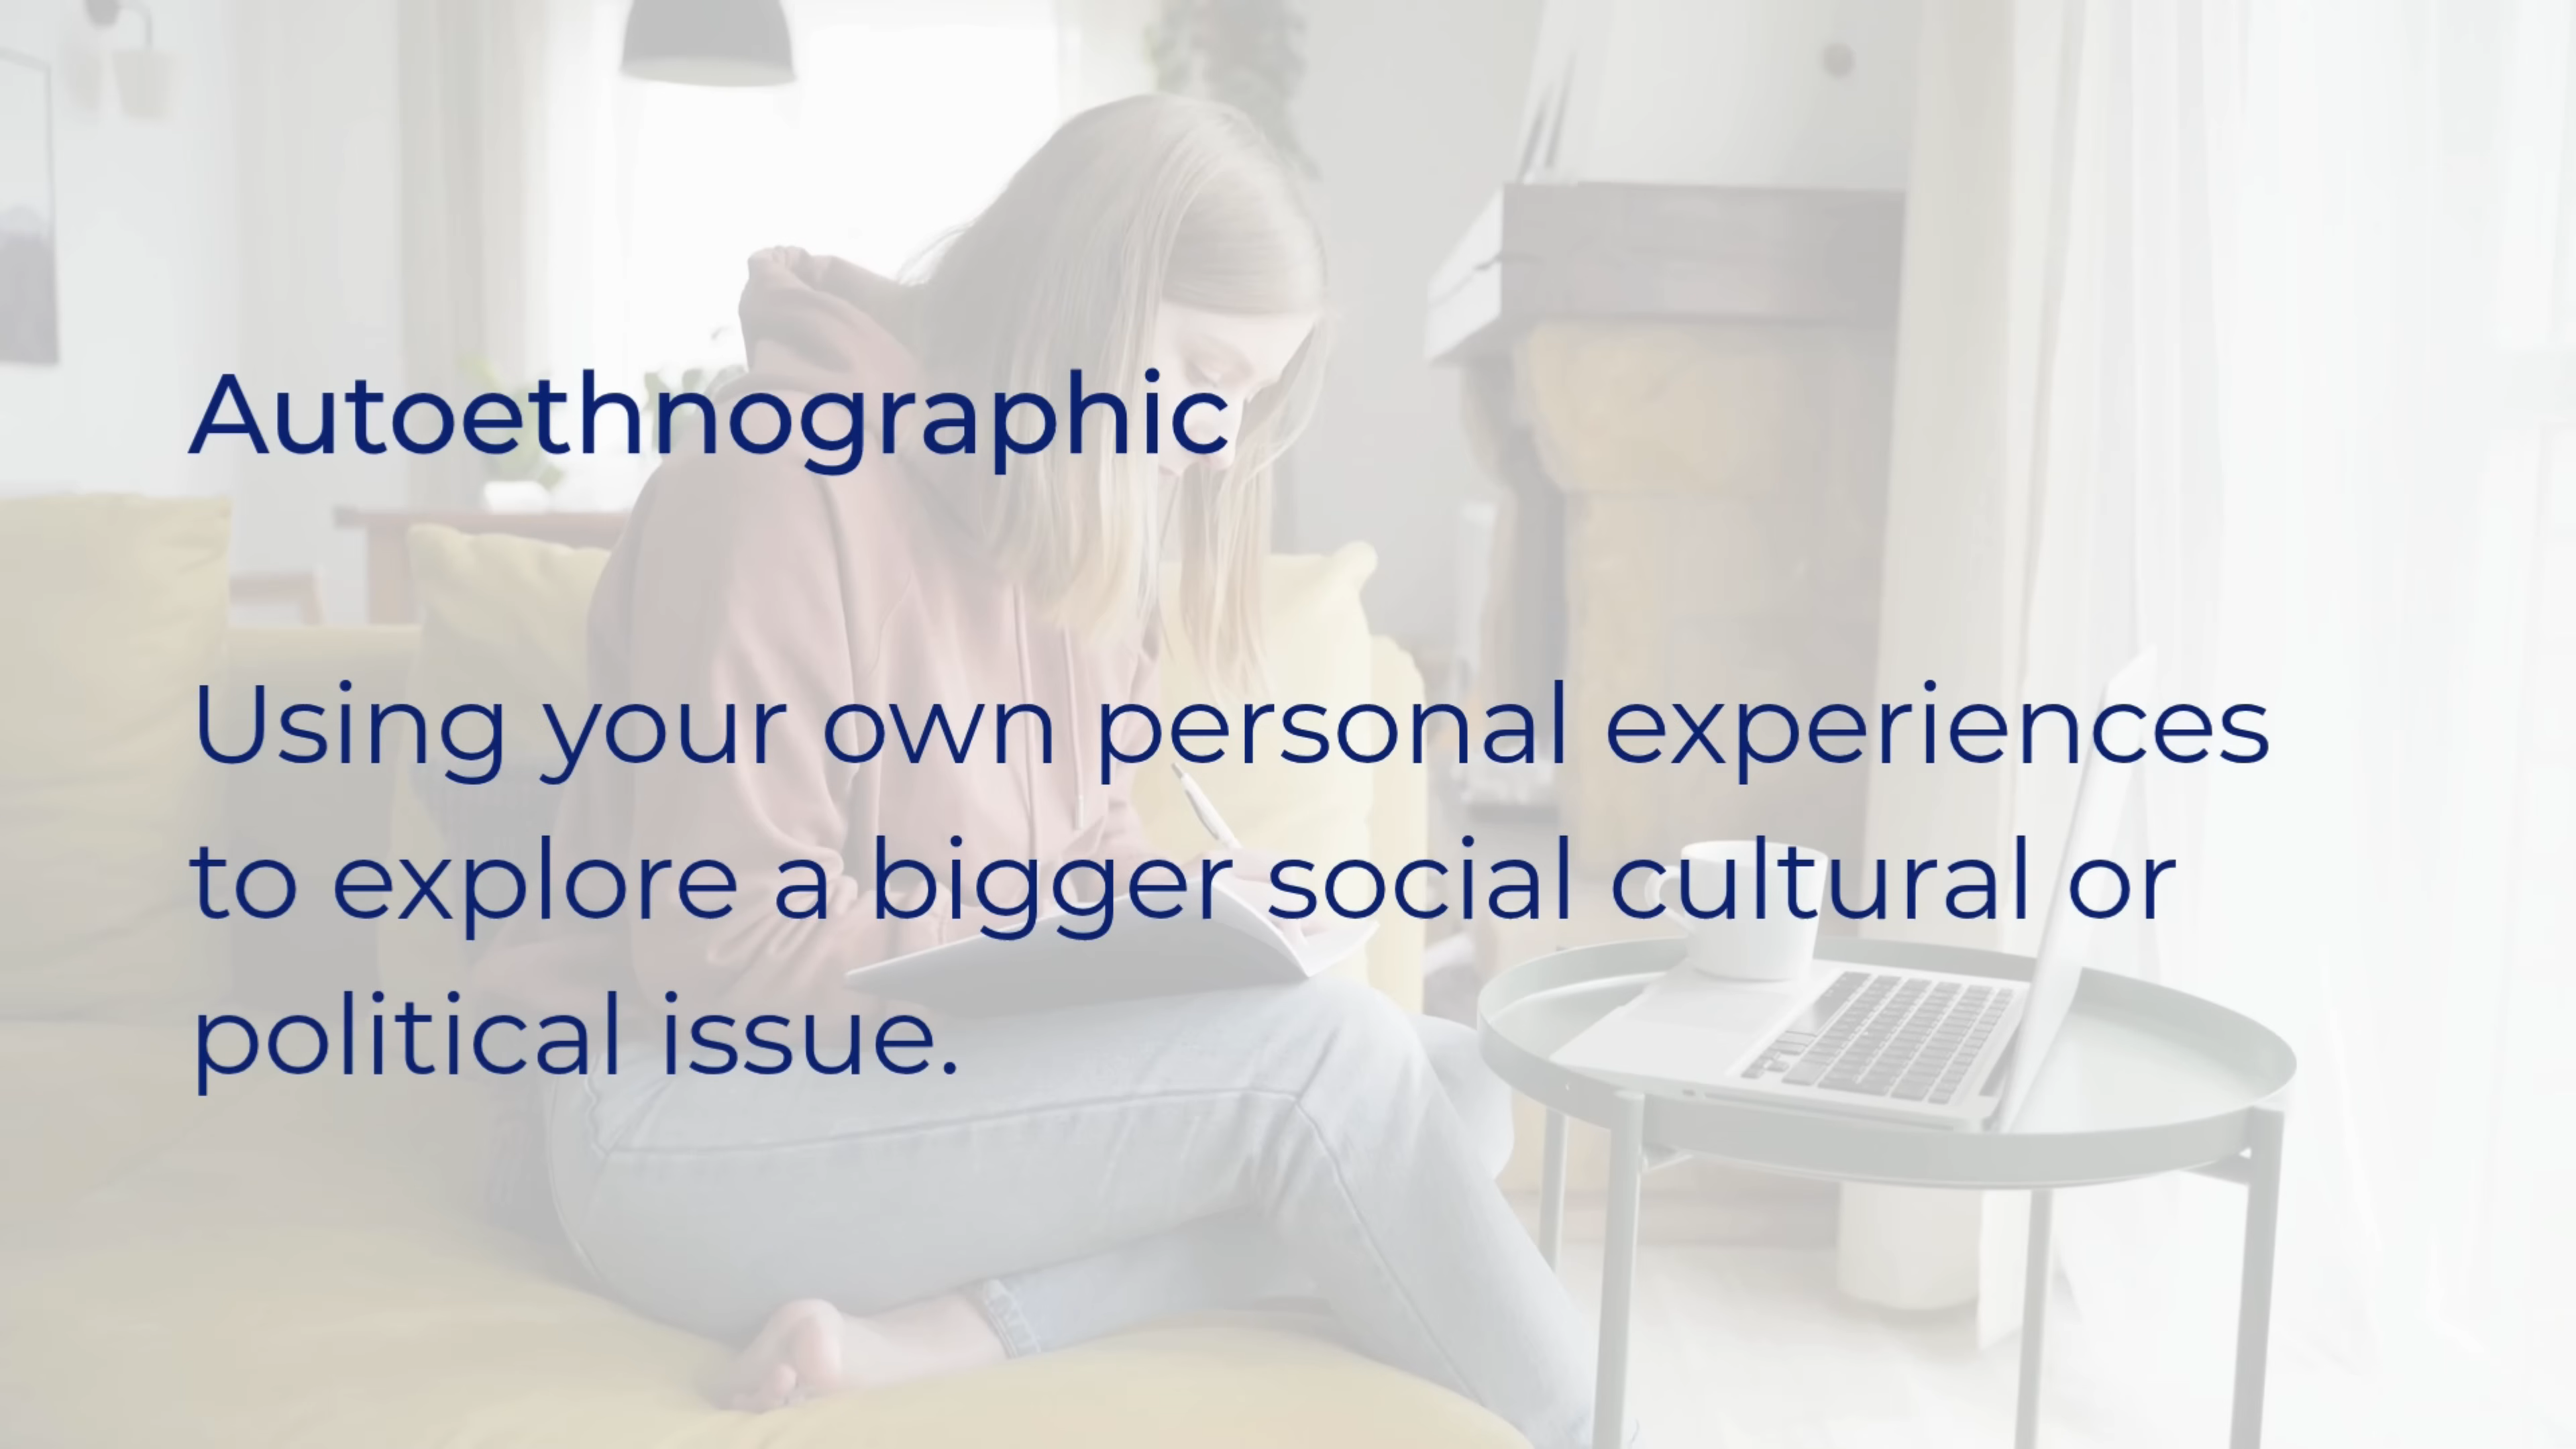 Autoethnographic
Using your own personal experiences
to explore a bigger social cultural or
political issue.